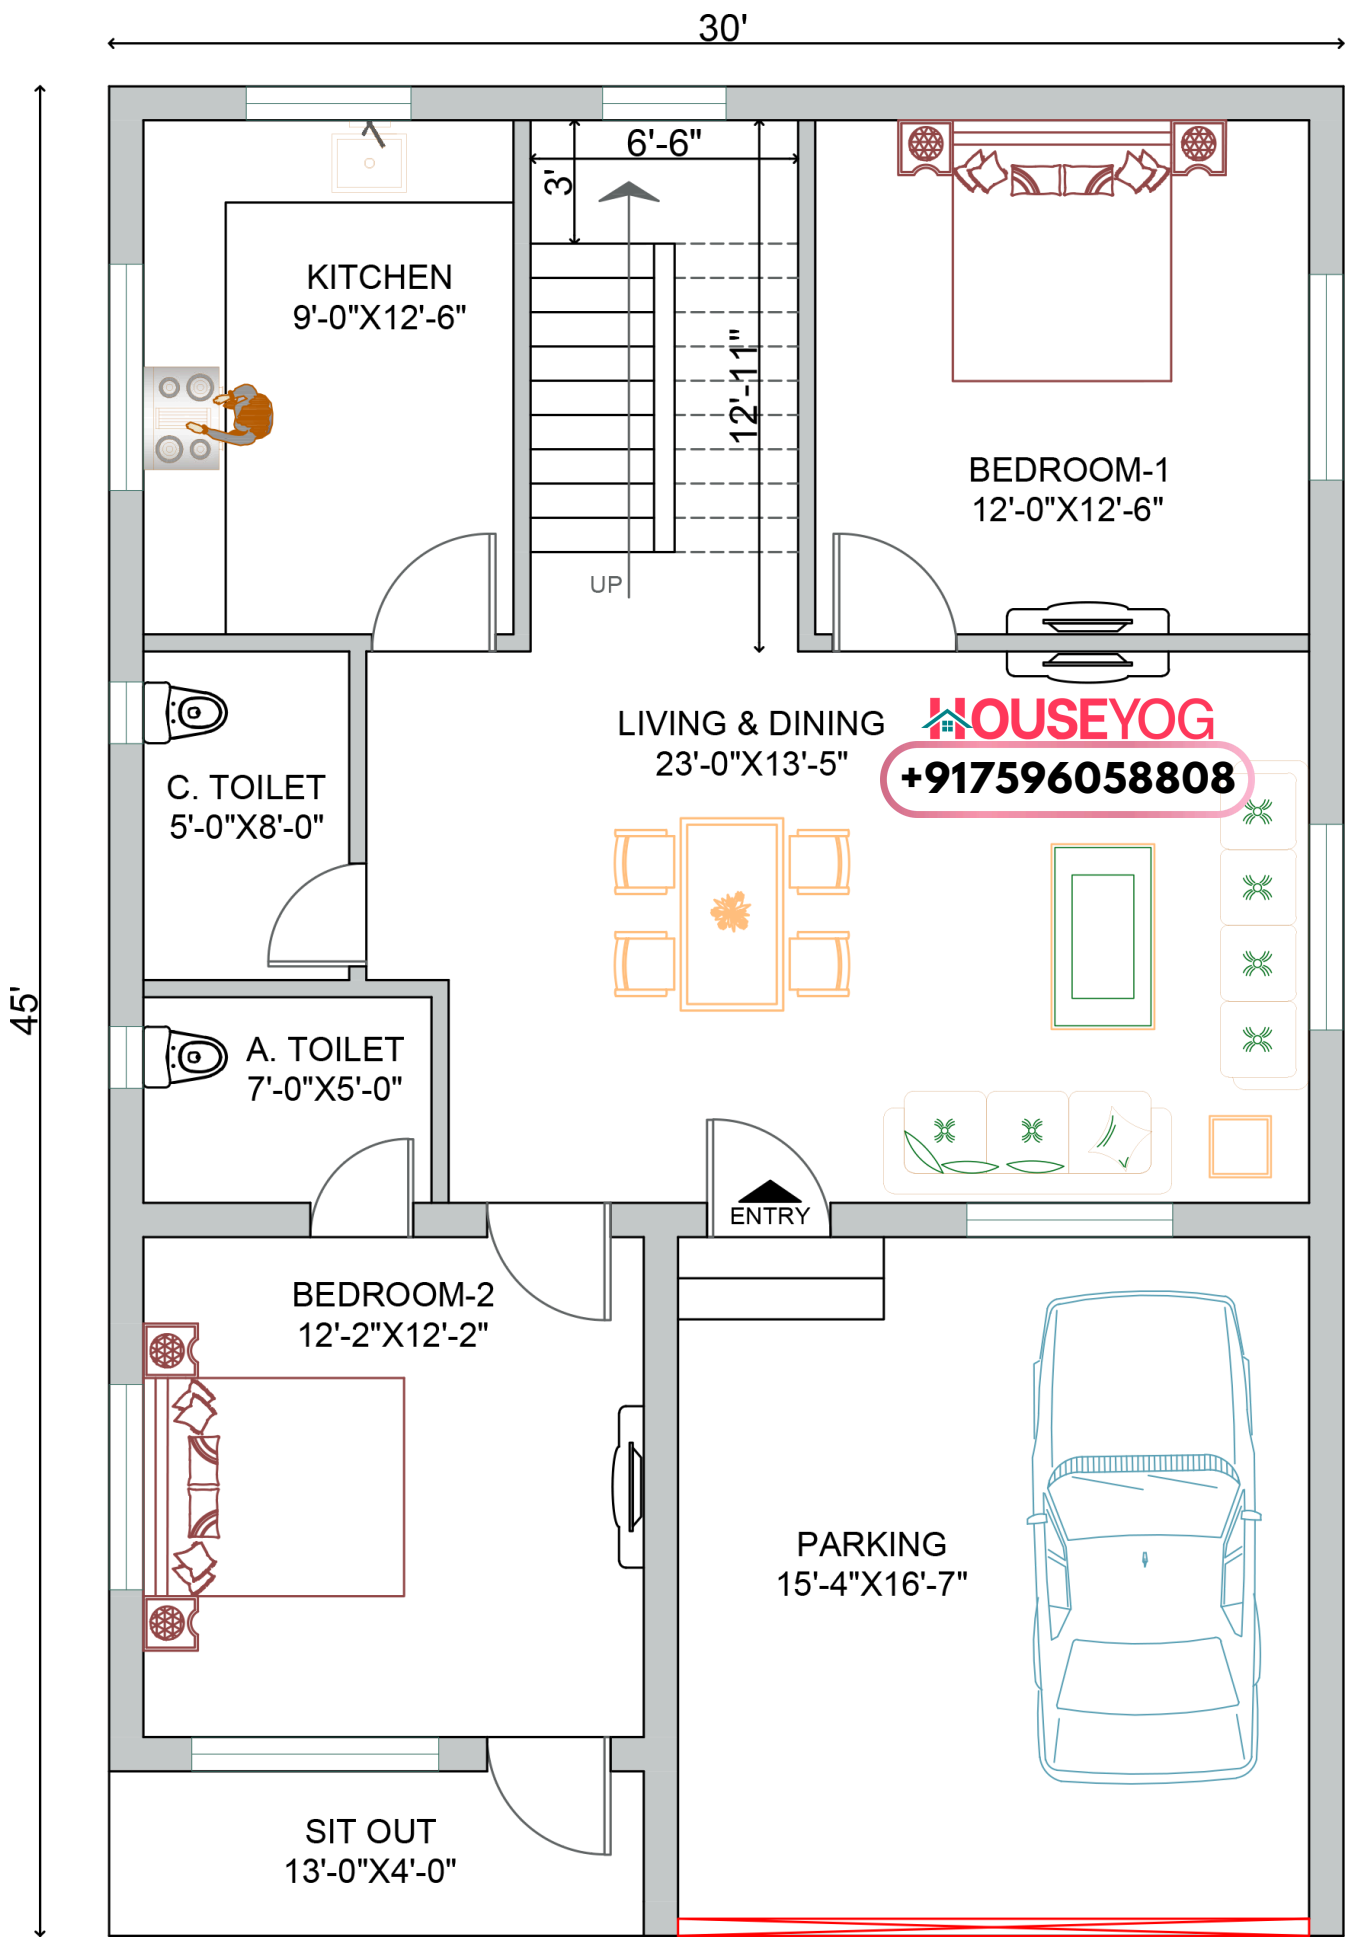 30'
6'-6"
3'
KITCHEN
9'-0"X12'-6"
12'-11"
BEDROOM-1
12'-0"X12'-6"
UP
LIVING & DINING
23'-0"X13'-5"
HOUSEYOG
+917596058808
C. TOILET
5'-0"X8'-0"
45'
A. TOILET
7'-0"X5'-0"
ENTRY
BEDROOM-2
12'-2"X12'-2"
PARKING
15'-4"X16'-7"
SIT OUT
13'-0"X4'-0"